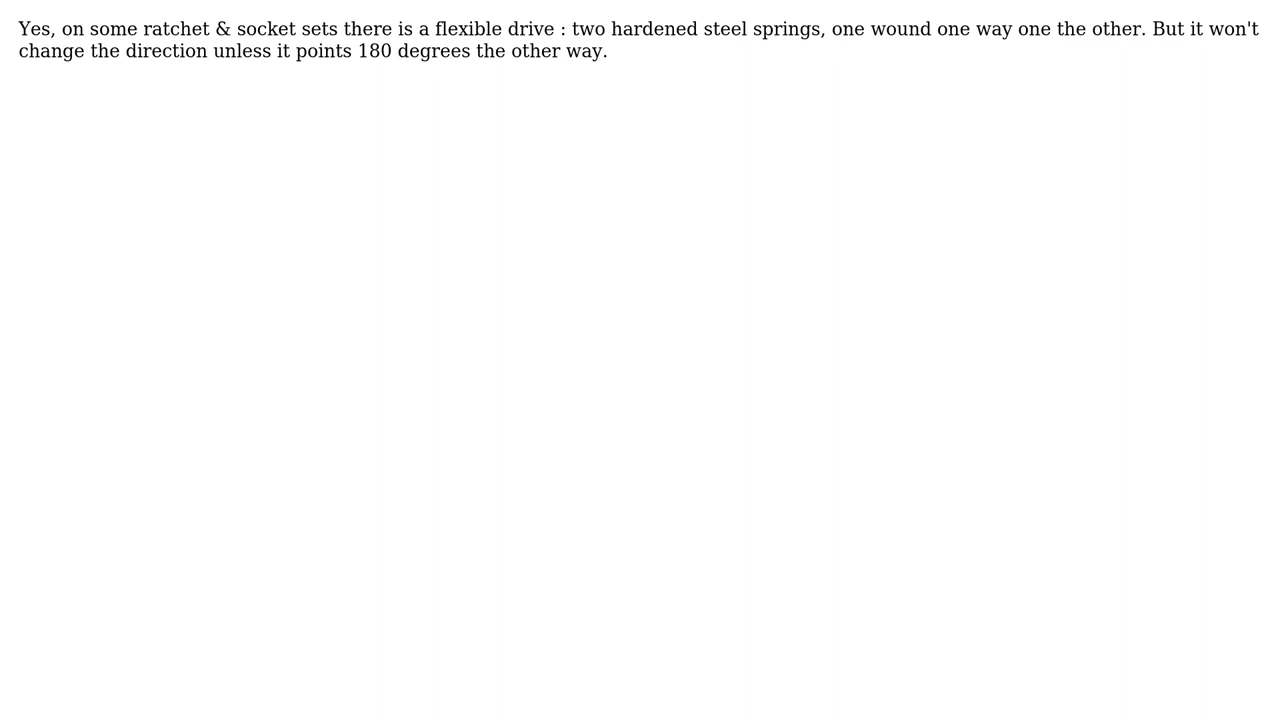 Yes, on some ratchet & socket sets there is a flexible drive : two hardened steel springs, one wound one way one the other. But it won't
change the direction unless it points 180 degrees the other way.